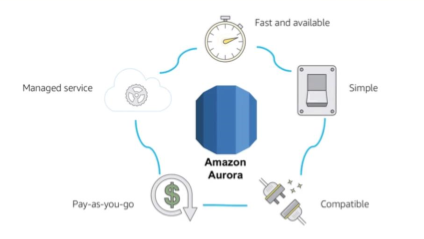 Fast and available
Managed service
Simple
Amazon
Aurora
Pay-as-you-go
$
Compatible